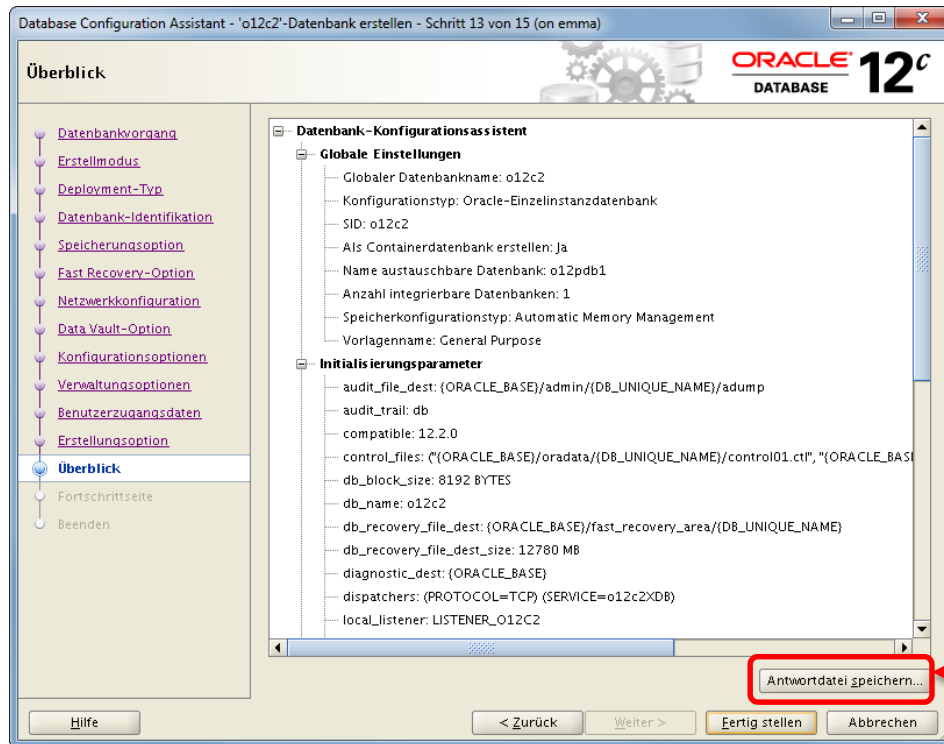 Database Configuration Assistant - 'o12c2'-Datenbank erstellen - Schritt 13 von 15 (on emma)
Überblick
ORACLE 12c
DATABASE
Datenbankvorgang
Erstellmodus
Deployment-Typ
Datenbank-Identifikation
Speicherungsoption
Fast Recovery-Option
Netzwerkkonfiguration
Data Vault-Option
Konfigurationsoptionen
Verwaltungsoptionen
Benutzerzugangsdaten
Erstellungsoption
Überblick
Fortschrittseite
Beenden
Datenbank-Konfigurationsassistent
Globale Einstellungen
Globaler Datenbankname: o12c2
Konfigurationstyp: Oracle-Einzelinstanzdatenbank
SID: o12c2
Als Containerdatenbank erstellen: Ja
Name austauschbare Datenbank: o12pdb1
Anzahl integrierbare Datenbanken: 1
Speicherkonfigurationstyp: Automatic Memory Management
Vorlagenname: General Purpose
Initialisierungsparameter
audit_file_dest: {ORACLE_BASE}/admin/{DB_UNIQUE_NAME}/adump
audit_trail: db
compatible: 12.2.0
control_files: ("{ORACLE_BASE}/oradata/{DB_UNIQUE_NAME}/control01.ctl", "{ORACLE_BASI
db_block_size: 8192 BYTES
db_name: o12c2
db_recovery_file_dest: {ORACLE_BASE}/fast_recovery_area/{DB_UNIQUE_NAME}
db_recovery_file_dest_size: 12780 MB
diagnostic_dest: {ORACLE_BASE}
dispatchers: (PROTOCOL=TCP) (SERVICE=o12c2XDB)
local_listener: LISTENER_O12C2
Antwortdatei speichern...
Hilfe
< Zurück
Weiter >
Fertig stellen
Abbrechen